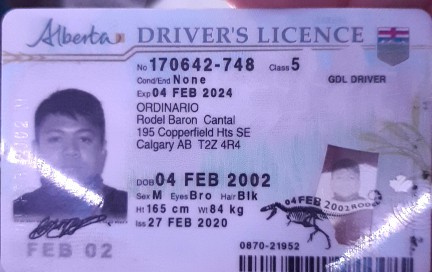 Alberta DRIVER'S LICENCE
No 170642-748 Class 5
Cond/End None GDL DRIVER
Exp 04 FEB 2024
ORDINARIO
Rodel Baron Cantal
195 Copperfield Hts SE
Calgary AB T2Z 4R4
DOB 04 FEB 2002
Sex M Eyes Bro Hair Blk
Ht 165 cm Wt 84 kg
Iss 27 FEB 2020
04FEB 2002RODE
FEB 02
0870-21952